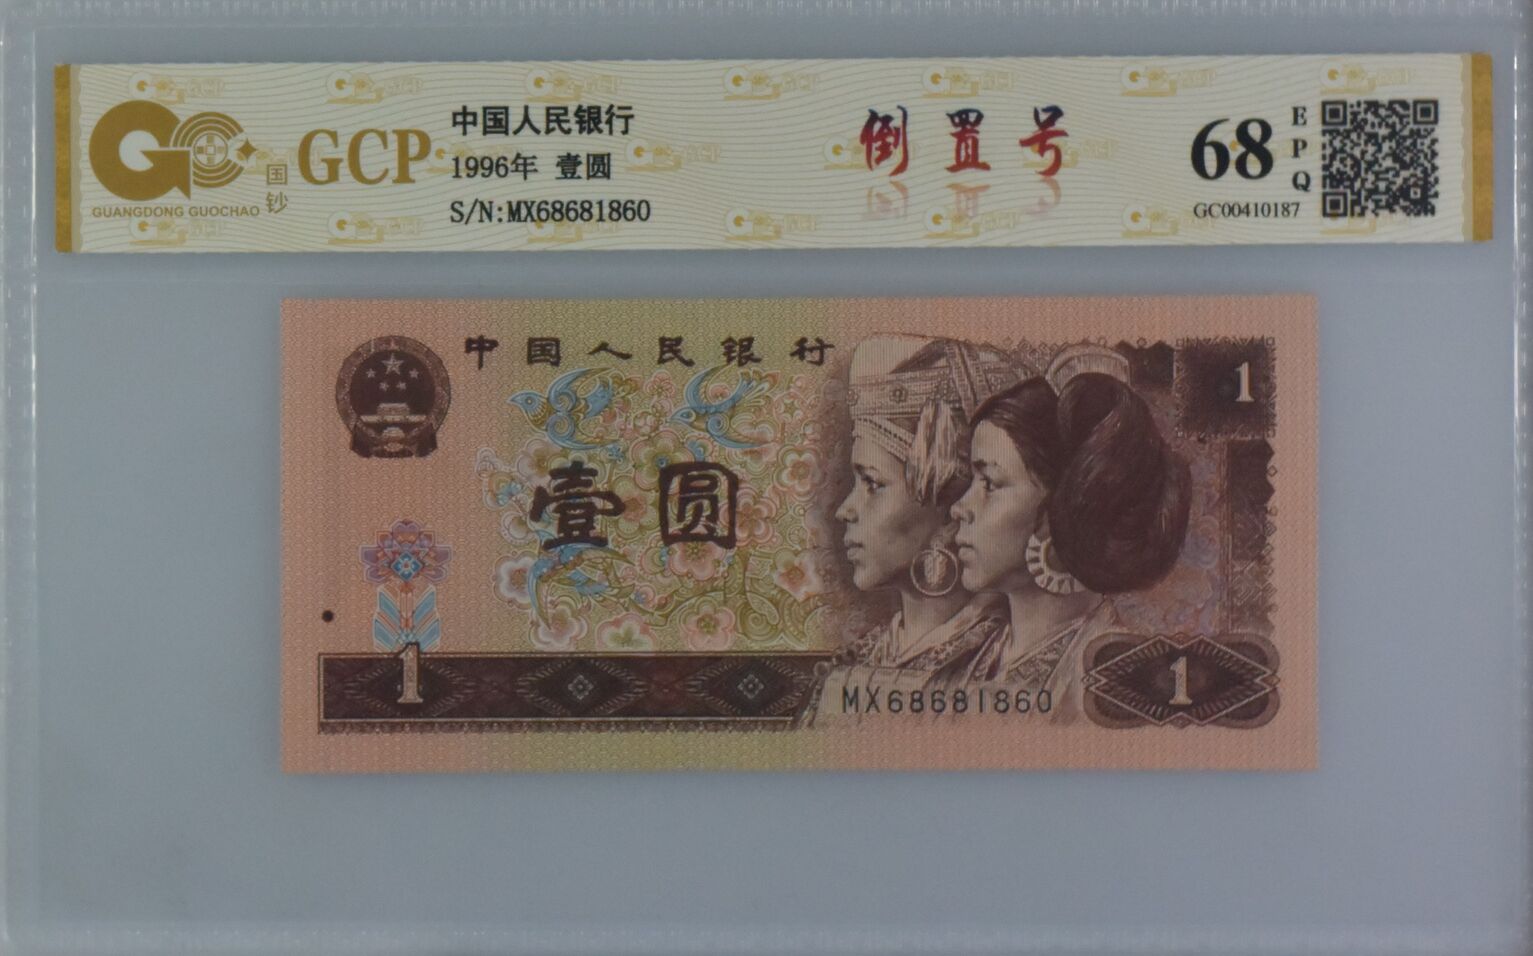 GUANGDONG GUOCHAO
国钞
GCP
中国人民银行
1996年 壹圆
S/N:MX68681860
倒置号
68
EPQ
GC00410187
中国人民银行
1
壹圆
1
MX68681860
1